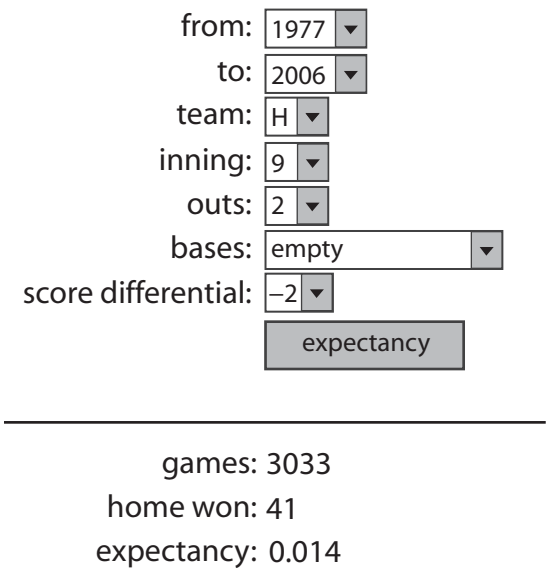 from: 1977
to: 2006
team: H
inning: 9
outs: 2
bases: empty
score differential: −2
expectancy
games: 3033
home won: 41
expectancy: 0.014